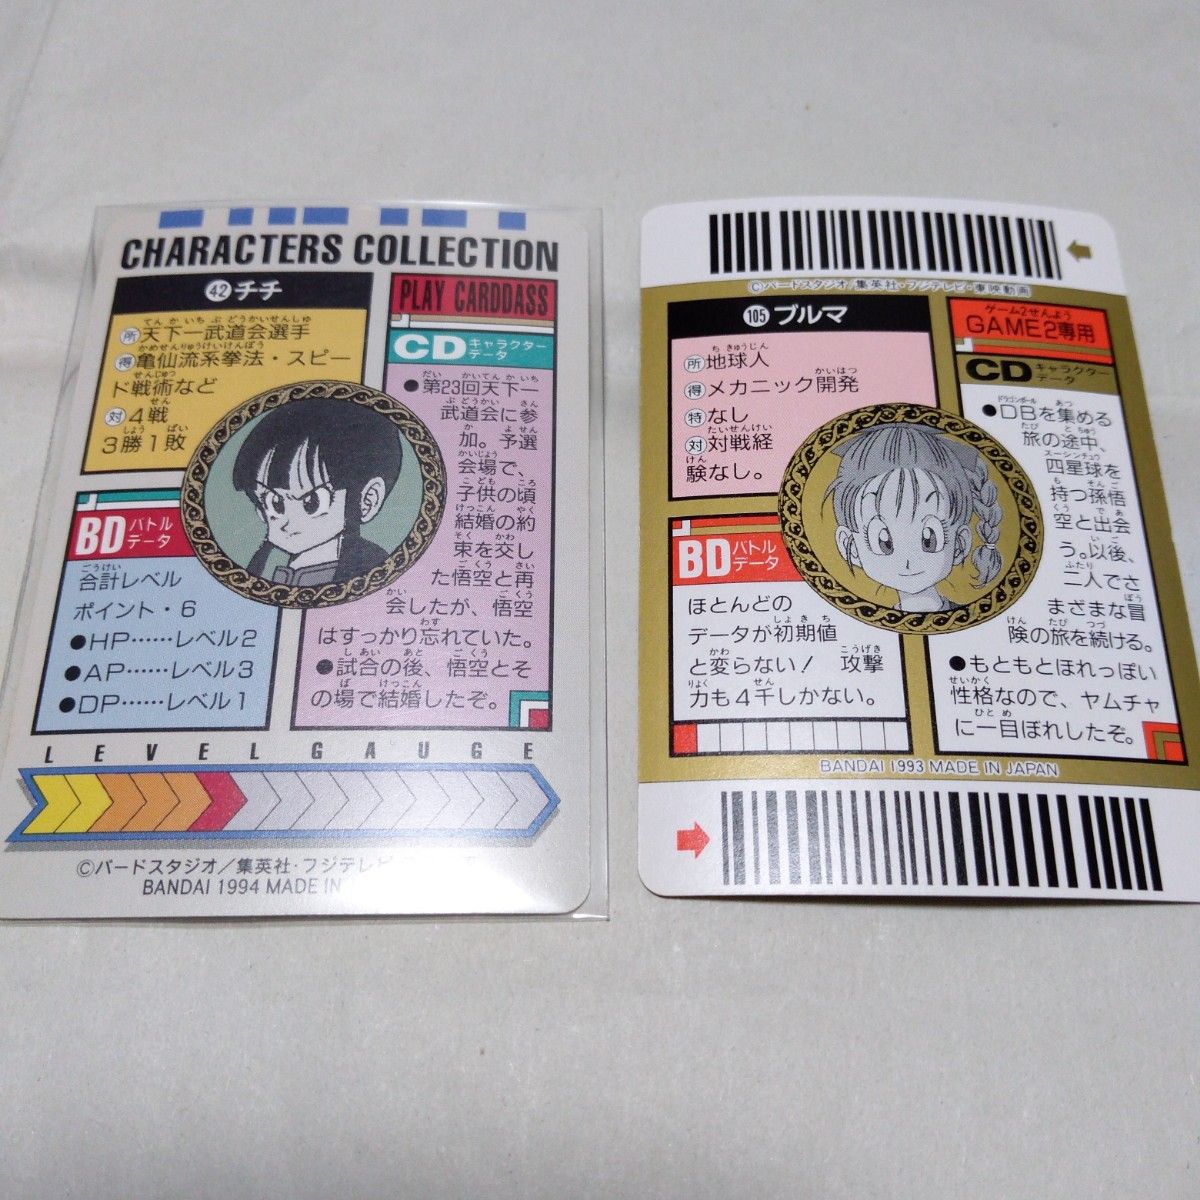 CHARACTERS COLLECTION
42 チチ
所 天下一武道会選手
得 亀仙流系拳法・スピー
ド戦術など
対 4戦
3勝1敗
PLAY CARDDASS
CD キャラクターデータ
●第23回天下一
武道会に参
加。予選
会場で、
子供の頃
結婚の約
束を交し
た悟空と再
会したが、悟空
はすっかり忘れていた。
●試合の後、悟空とそ
の場で結婚したぞ。
BD バトルデータ
合計レベル
ポイント・6
●HP……レベル2
●AP……レベル3
●DP……レベル1
LEVEL GAUGE
©バードスタジオ/集英社・フジテレビ
BANDAI 1994 MADE IN
©バードスタジオ/集英社・フジテレビ・東映動画
105 ブルマ
所 地球人
得 メカニック開発
特 なし
対 対戦経
験なし。
ゲーム2せんよう
GAME2専用
CD キャラクターデータ
●DBを集める
旅の途中、
四星球を
持つ孫悟
空と出会
う。以後、
二人でさ
まざまな冒
険の旅を続ける。
●もともとほれっぽい
性格なので、ヤムチャ
に一目ぼれしたぞ。
BD バトルデータ
ほとんどの
データが初期値
と変らない! 攻撃
力も4千しかない。
BANDAI 1993 MADE IN JAPAN